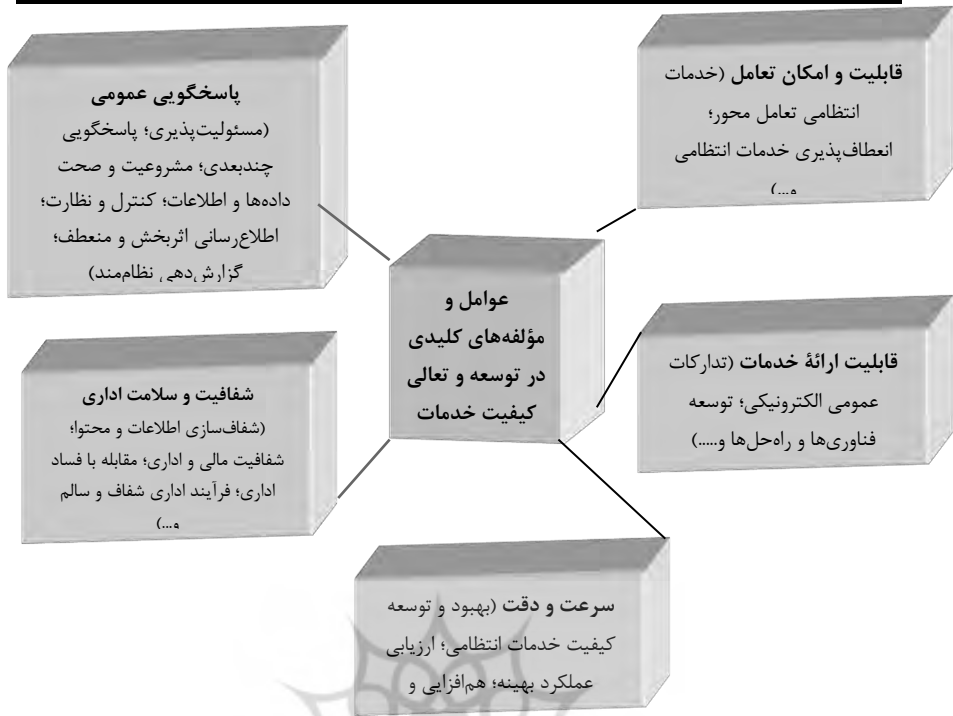 پاسخگویی عمومی
(مسئولیت‌پذیری؛ پاسخگویی
چندبعدی؛ مشروعیت و صحت
داده‌ها و اطلاعات؛ کنترل و نظارت؛
اطلاع‌رسانی اثربخش و منعطف؛
گزارش‌دهی نظام‌مند)
قابلیت و امکان تعامل (خدمات
انتظامی تعامل محور؛
انعطاف‌پذیری خدمات انتظامی
و...)
عوامل و
مؤلفه‌های کلیدی
در توسعه و تعالی
کیفیت خدمات
شفافیت و سلامت اداری
(شفاف‌سازی اطلاعات و محتوا؛
شفافیت مالی و اداری؛ مقابله با فساد
اداری؛ فرآیند اداری شفاف و سالم
و...)
قابلیت ارائهٔ خدمات (تدارکات
عمومی الکترونیکی؛ توسعه
فناوری‌ها و راه‌حل‌ها و.....)
سرعت و دقت (بهبود و توسعه
کیفیت خدمات انتظامی؛ ارزیابی
عملکرد بهینه؛ هم‌افزایی و